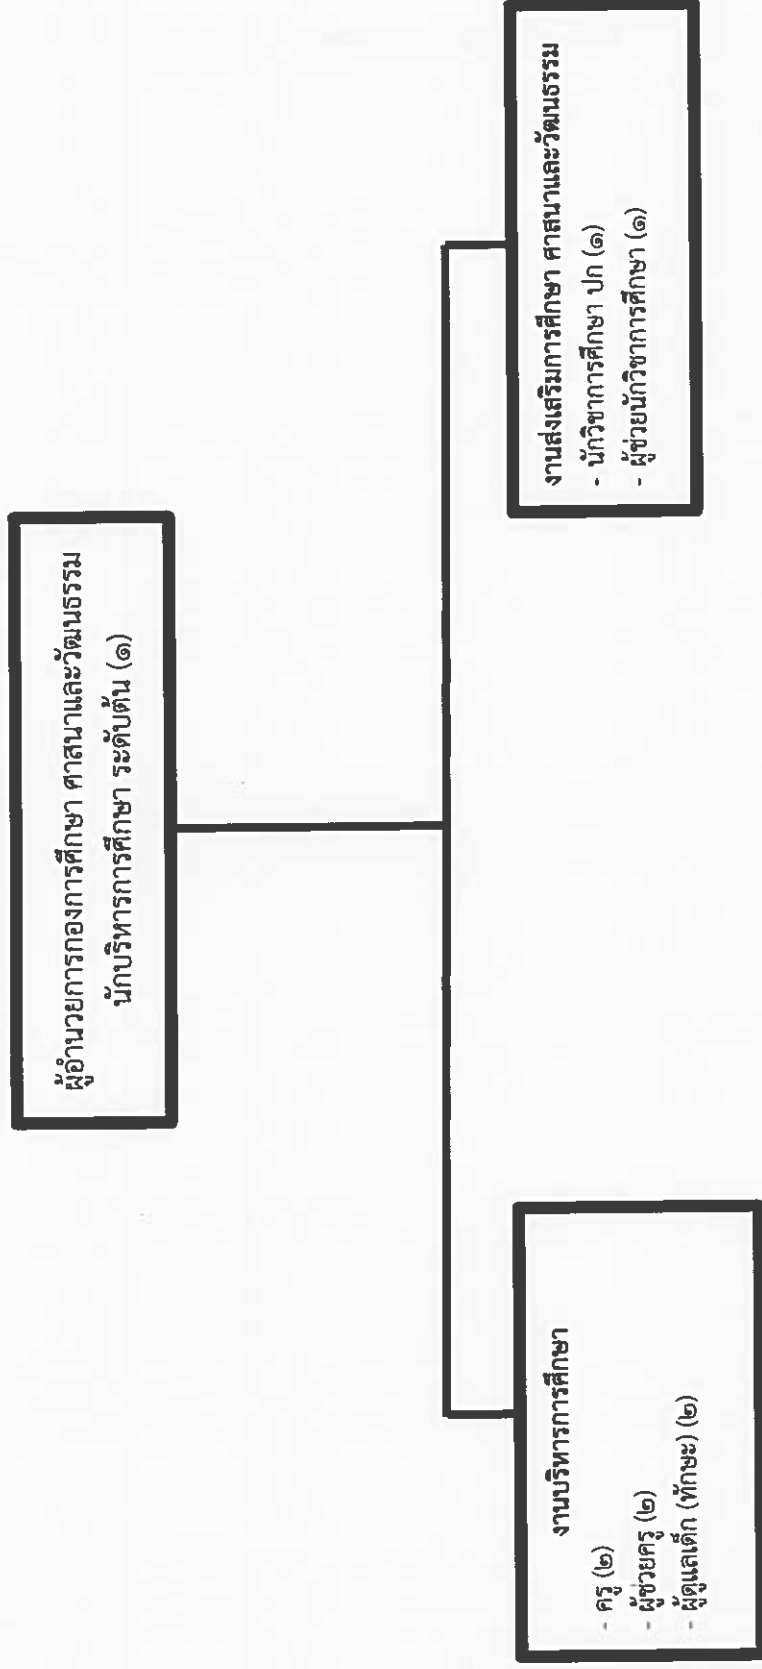 ผู้อำนวยการกองการศึกษา ศาสนาและวัฒนธรรม
นักบริหารการศึกษา ระดับต้น (๑)
งานบริหารการศึกษา
- ครู (๒)
- ผู้ช่วยครู (๒)
- ผู้ดูแลเด็ก (ทักษะ) (๒)
งานส่งเสริมการศึกษา ศาสนาและวัฒนธรรม
- นักวิชาการศึกษา ปก (๑)
- ผู้ช่วยนักวิชาการศึกษา (๑)